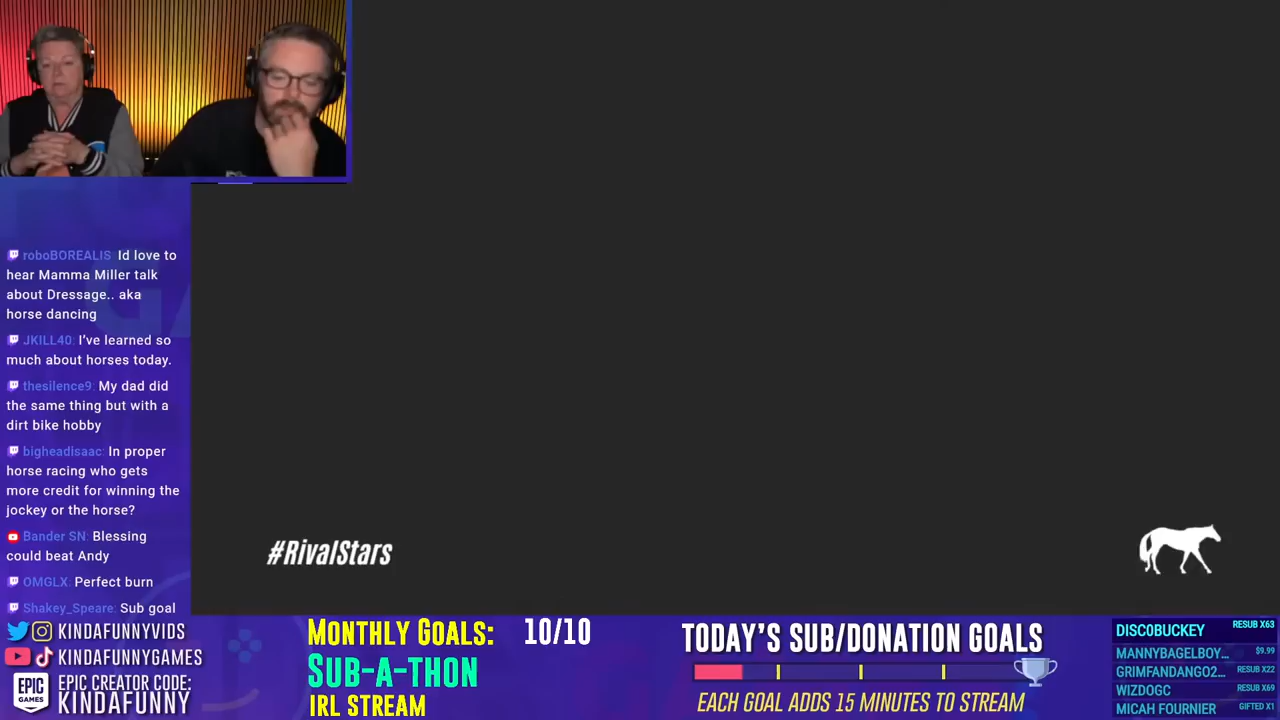 roboBOREALIS Id love to
hear Mamma Miller talk
about Dressage.. aka
horse dancing
JKILL40: I've learned so
much about horses today.
thesilence9: My dad did
the same thing but with a
dirt bike hobby
bigheadisaac: In proper
horse racing who gets
more credit for winning the
jockey or the horse?
Bander SN: Blessing
could beat Andy
OMGLX: Perfect burn
Shakey_Speare: Sub goal
#RivalStars
KINDAFUNNYVIDS
KINDAFUNNYGAMES
EPIC GAMES
EPIC CREATOR CODE:
KINDAFUNNY
MONTHLY GOALS: 10/10
SUB-A-THON
IRL STREAM
TODAY'S SUB/DONATION GOALS
EACH GOAL ADDS 15 MINUTES TO STREAM
DISC0BUCKEY RESUB X63
MANNYBAGELBOY... $9.99
GRIMFANDANGO2... RESUB X22
WIZDOGC RESUB X69
MICAH FOURNIER GIFTED X1